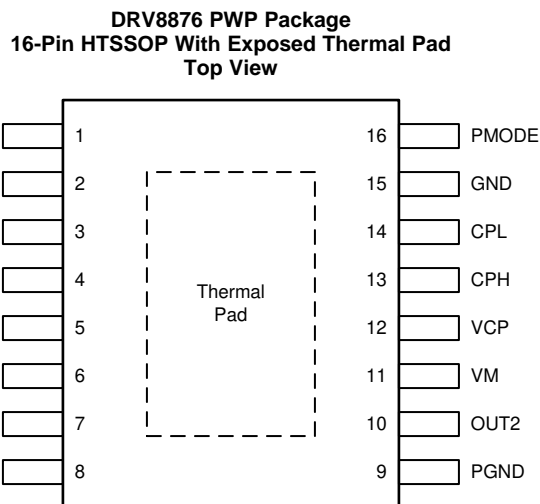 DRV8876 PWP Package
16-Pin HTSSOP With Exposed Thermal Pad
Top View
1 16 PMODE
2 15 GND
3 14 CPL
4 13 CPH
Thermal
Pad
5 12 VCP
6 11 VM
7 10 OUT2
8 9 PGND